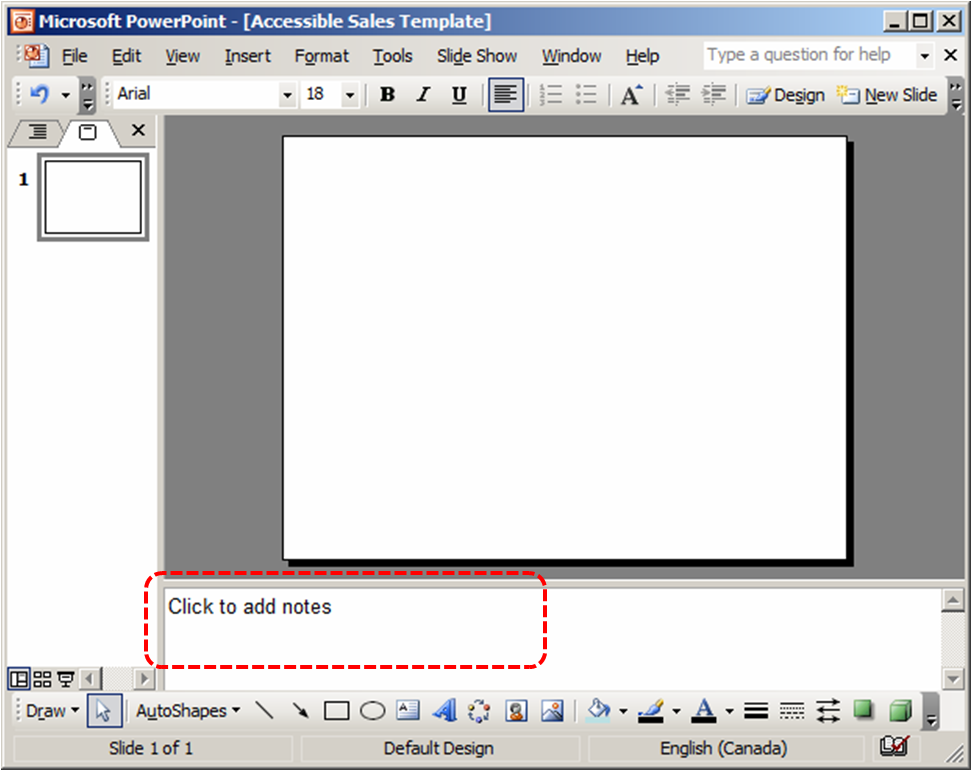 Microsoft PowerPoint - [Accessible Sales Template]
File Edit View Insert Format Tools Slide Show Window Help Type a question for help
Arial 18 B I U A Design New Slide
1
Click to add notes
Draw AutoShapes A
Slide 1 of 1 Default Design English (Canada)